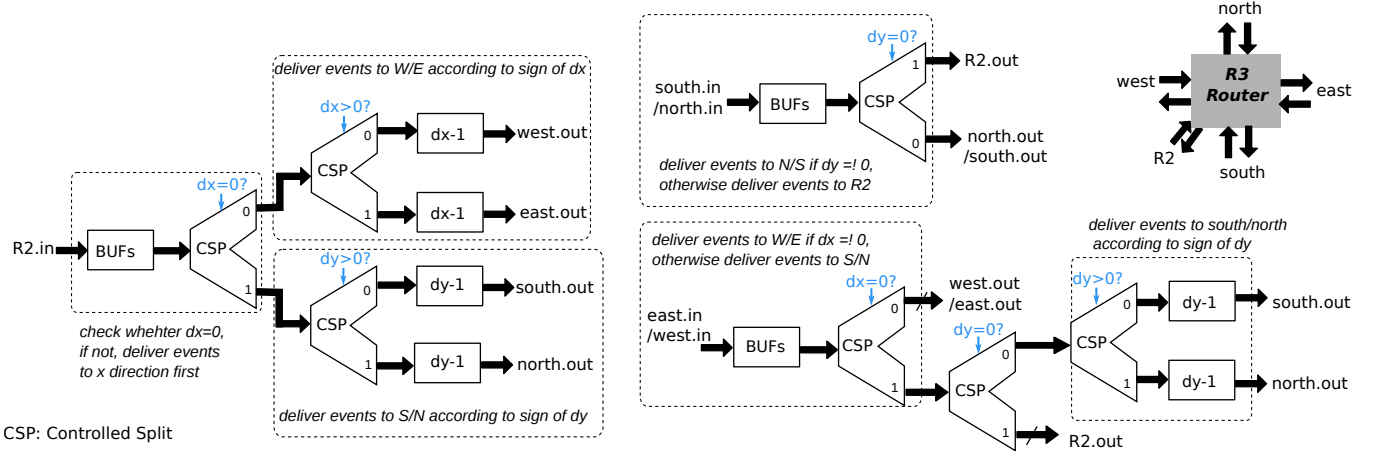 deliver events to W/E according to sign of dx
dx>0?
CSP
0
1
dx-1
west.out
dx-1
east.out
R2.in
BUFs
dx=0?
CSP
0
1
check whehter dx=0,
if not, deliver events
to x direction first
dy>0?
CSP
0
1
dy-1
south.out
dy-1
north.out
deliver events to S/N according to sign of dy
CSP: Controlled Split
dy=0?
south.in
/north.in
BUFs
CSP
1
0
R2.out
north.out
/south.out
deliver events to N/S if dy =! 0,
otherwise deliver events to R2
north
west
R3
Router
east
R2
south
deliver events to W/E if dx =! 0,
otherwise deliver events to S/N
east.in
/west.in
BUFs
dx=0?
CSP
0
1
west.out
/east.out
dy=0?
CSP
0
1
R2.out
deliver events to south/north
according to sign of dy
dy>0?
CSP
0
1
dy-1
south.out
dy-1
north.out